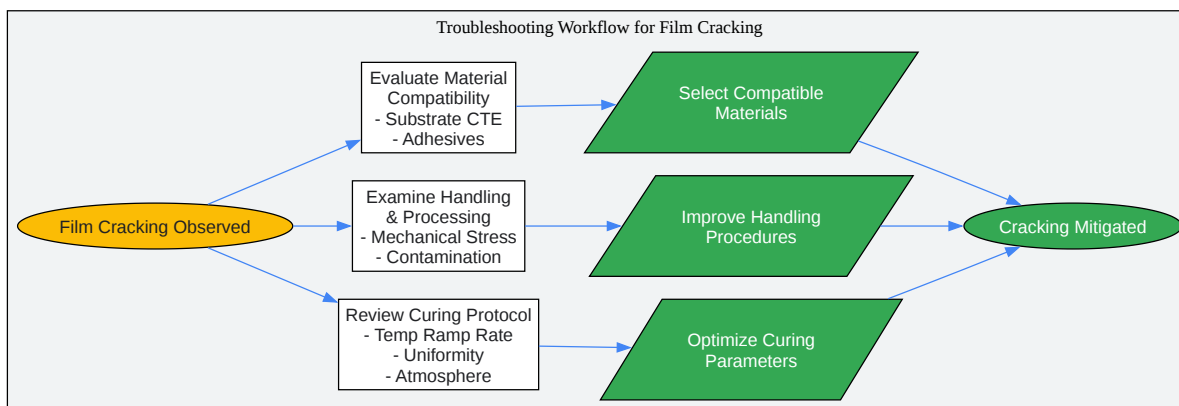 Troubleshooting Workflow for Film Cracking
Evaluate Material
Compatibility
- Substrate CTE
- Adhesives
Select Compatible
Materials
Film Cracking Observed
Examine Handling
& Processing
- Mechanical Stress
- Contamination
Improve Handling
Procedures
Cracking Mitigated
Review Curing Protocol
- Temp Ramp Rate
- Uniformity
- Atmosphere
Optimize Curing
Parameters